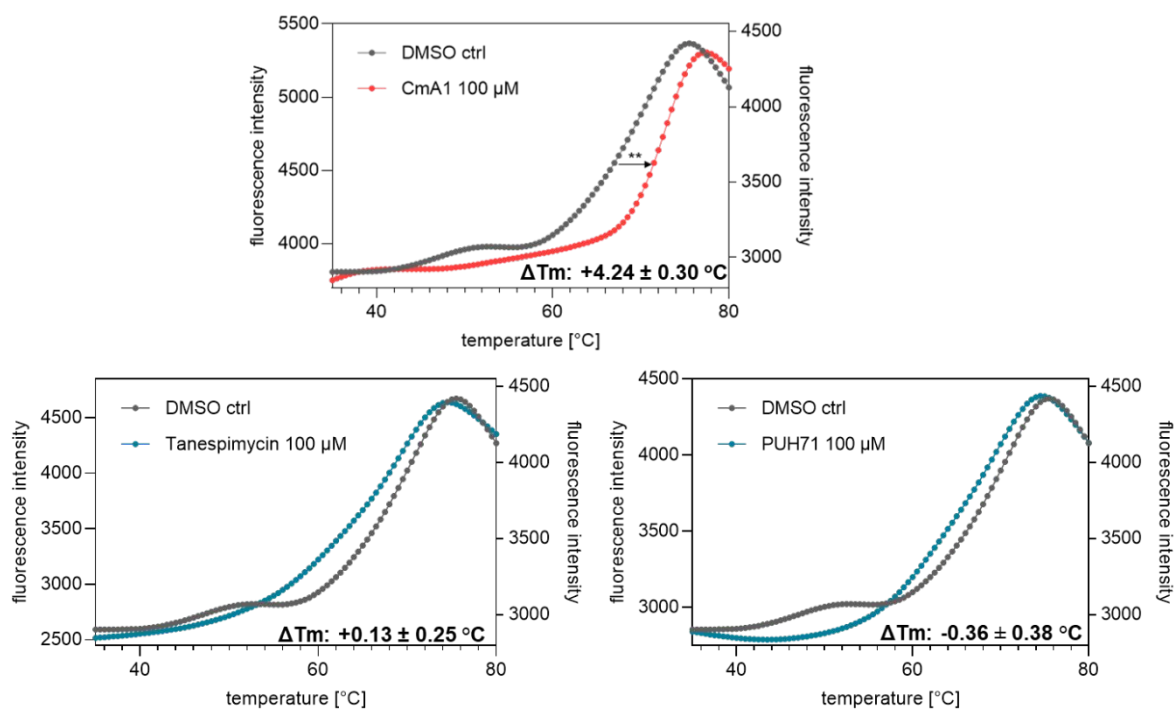 DMSO ctrl
CmA1 100 µM
fluorescence intensity
5500
5000
4500
4000
4500
4000
3500
3000
fluorescence intensity
**
ΔTm: +4.24 ± 0.30 °C
40
60
80
temperature [°C]
DMSO ctrl
Tanespimycin 100 µM
fluorescence intensity
4500
4000
3500
3000
2500
4500
4000
3500
3000
fluorescence intensity
ΔTm: +0.13 ± 0.25 °C
40
60
80
temperature [°C]
DMSO ctrl
PUH71 100 µM
fluorescence intensity
4500
4000
3500
3000
4500
4000
3500
3000
fluorescence intensity
ΔTm: -0.36 ± 0.38 °C
40
60
80
temperature [°C]